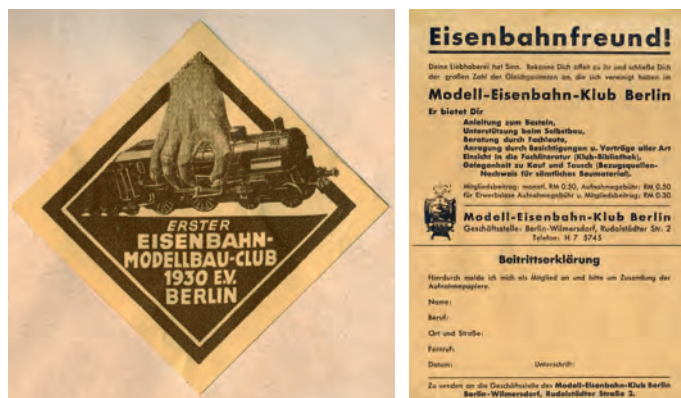 ERSTER
EISENBAHN-
MODELLBAU-CLUB
1930 E.V.
BERLIN
Eisenbahnfreund!
Deine Liebhaberei hat Sinn. Bekenne Dich offen zu ihr und schließe Dich
der großen Zahl der Gleichgesinnten an, die sich vereinigt haben im
Modell-Eisenbahn-Klub Berlin
Er bietet Dir
Anleitung zum Basteln,
Unterstützung beim Selbstbau,
Beratung durch Fachleute,
Anregung durch Besichtigungen u. Vorträge aller Art
Einsicht in die Fachliteratur (Klub-Bibliothek),
Gelegenheit zu Kauf und Tausch (Bezugsquellen-
Nachweis für sämtliches Baumaterial).
Mitgliedsbeitrag: monatl. RM 0.50, Aufnahmegebühr: RM 0.50
für Erwerbslose Aufnahmegebühr u. Mitgliedsbeitrag: RM 0.30
Modell-Eisenbahn-Klub Berlin
Geschäftsstelle: Berlin-Wilmersdorf, Rudolstädter Str. 2
Telefon: H 7 5745
Beitrittserklärung
Hierdurch melde ich mich als Mitglied an und bitte um Zusendung der
Aufnahmepapiere.
Name:
Beruf:
Ort und Straße:
Fernruf:
Datum: Unterschrift:
Zu senden an die Geschäftsstelle des Modell-Eisenbahn-Klub Berlin
Berlin-Wilmersdorf, Rudolstädter Straße 2.